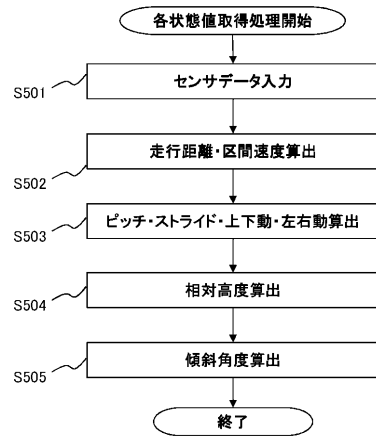 各状態値取得処理開始
S501
センサデータ入力
S502
走行距離・区間速度算出
S503
ピッチ・ストライド・上下動・左右動算出
S504
相対高度算出
S505
傾斜角度算出
終了